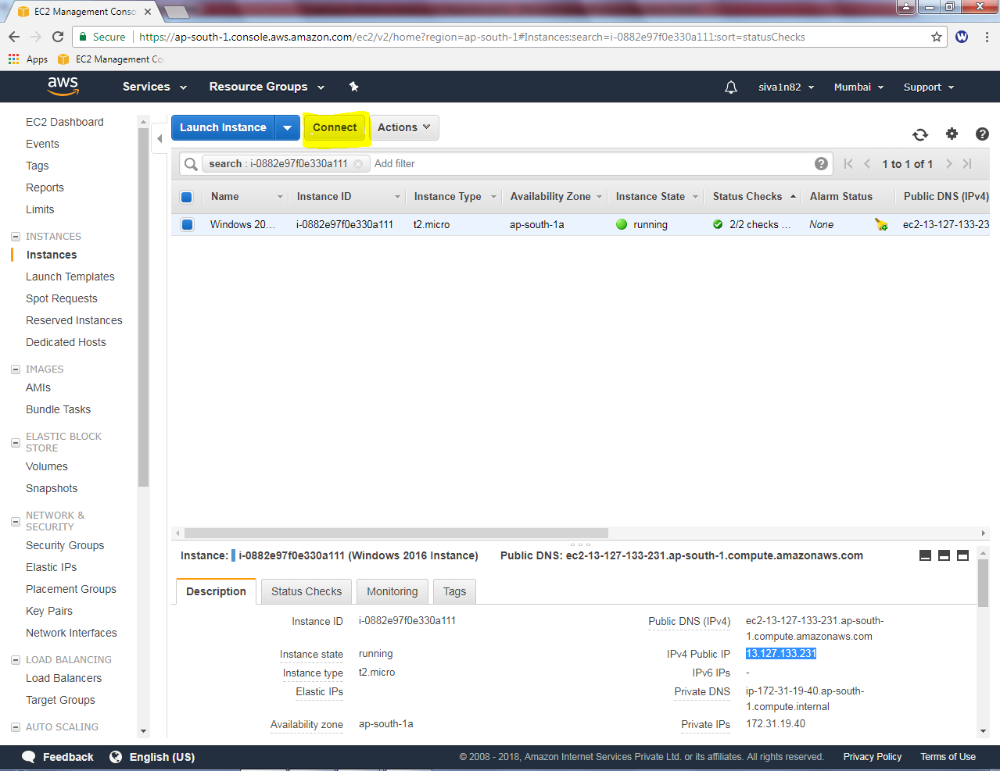 EC2 Management Conso
Secure https://ap-south-1.console.aws.amazon.com/ec2/v2/home?region=ap-south-1#Instances:search=i-0882e97f0e330a111;sort=statusChecks
W
Apps EC2 Management Co
aws Services Resource Groups siva1n82 Mumbai Support
EC2 Dashboard
Events
Tags
Reports
Limits
INSTANCES
Instances
Launch Templates
Spot Requests
Reserved Instances
Dedicated Hosts
IMAGES
AMIs
Bundle Tasks
ELASTIC BLOCK
STORE
Volumes
Snapshots
NETWORK &
SECURITY
Security Groups
Elastic IPs
Placement Groups
Key Pairs
Network Interfaces
LOAD BALANCING
Load Balancers
Target Groups
AUTO SCALING
Launch Instance Connect Actions
search : i-0882e97f0e330a111 Add filter 1 to 1 of 1
Name Instance ID Instance Type Availability Zone Instance State Status Checks Alarm Status Public DNS (IPv4)
Windows 20... i-0882e97f0e330a111 t2.micro ap-south-1a running 2/2 checks ... None ec2-13-127-133-23
Instance: i-0882e97f0e330a111 (Windows 2016 Instance) Public DNS: ec2-13-127-133-231.ap-south-1.compute.amazonaws.com
Description Status Checks Monitoring Tags
Instance ID i-0882e97f0e330a111
Instance state running
Instance type t2.micro
Elastic IPs
Availability zone ap-south-1a
Public DNS (IPv4) ec2-13-127-133-231.ap-south-
1.compute.amazonaws.com
IPv4 Public IP 13.127.133.231
IPv6 IPs -
Private DNS ip-172-31-19-40.ap-south-
1.compute.internal
Private IPs 172.31.19.40
Feedback English (US) © 2008 - 2018, Amazon Internet Services Private Ltd. or its affiliates. All rights reserved. Privacy Policy Terms of Use